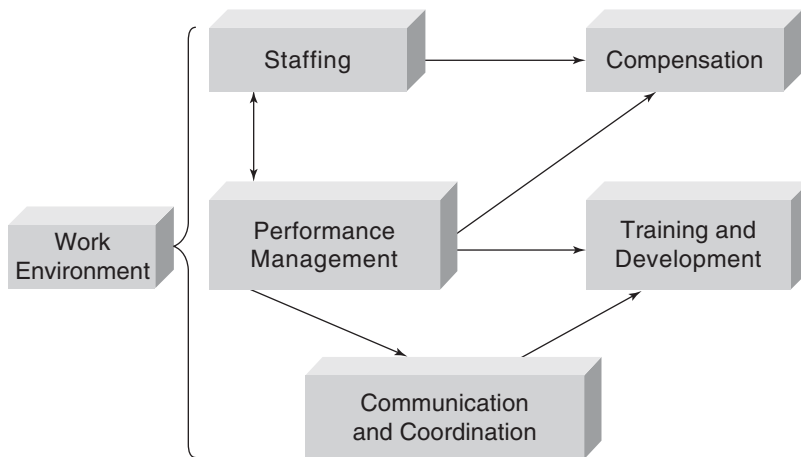 Staffing
Compensation
Work
Environment
Performance
Management
Training and
Development
Communication
and Coordination